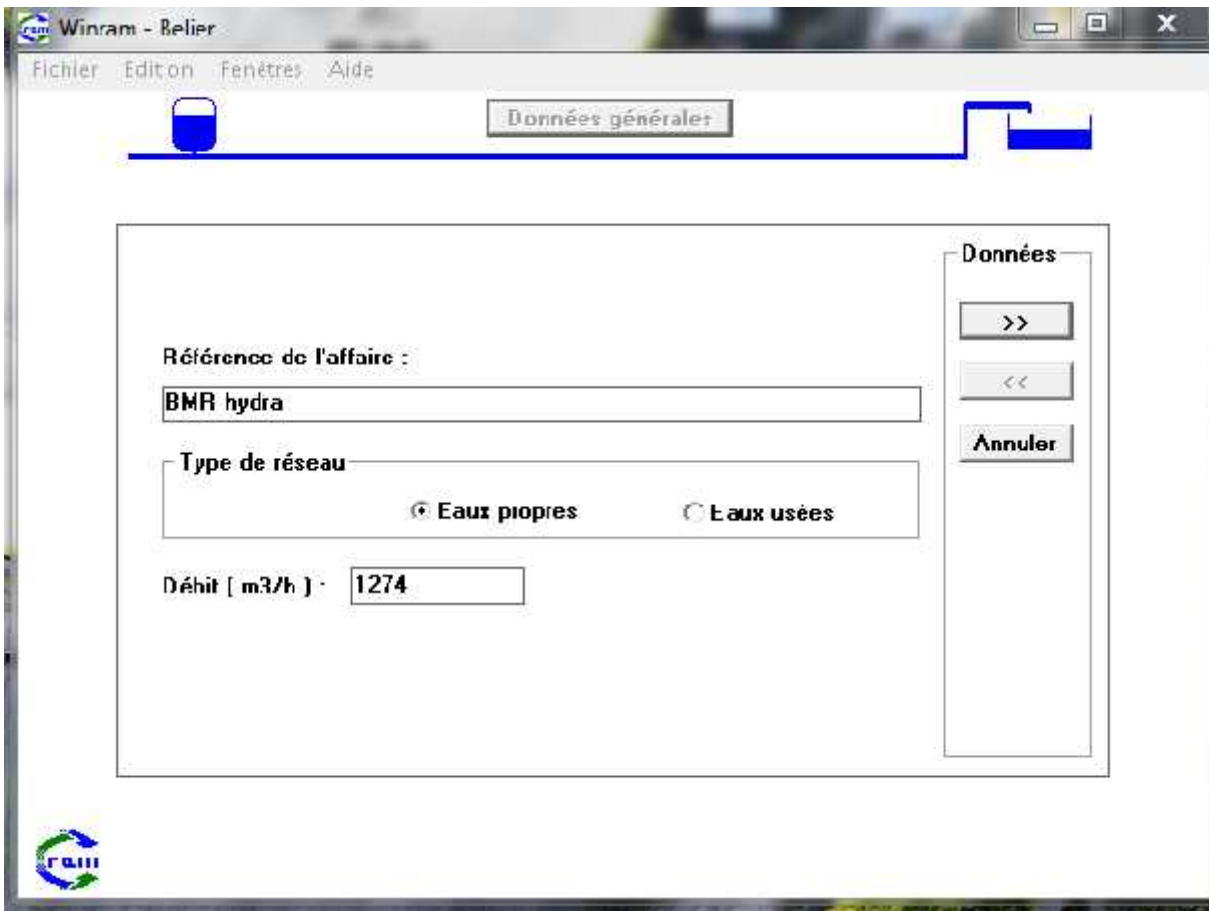 Winram - Belier
Fichier Edition Fenêtres Aide
Données générales
Données
>>
Référence de l'affaire :
<<
BMR hydra
Annuler
Type de réseau
Eaux propres Eaux usées
Débit ( m3/h ) : 1274
ram